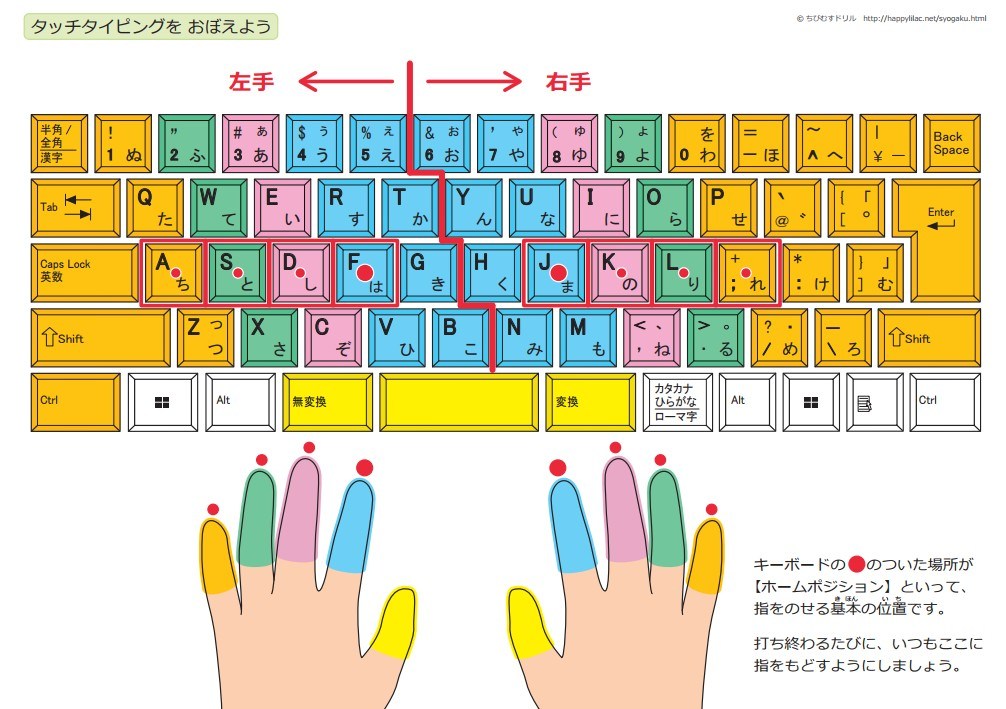 タッチタイピングを おぼえよう
© ちびむすドリル http://happylilac.net/syogaku.html
左手 右手
半角/
全角
漢字
! 1 ぬ
” 2 ふ
# ぁ 3 あ
$ ぅ 4 う
% ぇ 5 え
& ぉ 6 お
’ ゃ 7 や
( ゅ 8 ゆ
) ょ 9 よ
を 0 わ
= ー ほ
~ ^ へ
| ¥ ー
Back
Space
Tab
Q た
W て
E い
R す
T か
Y ん
U な
I に
O ら
P せ
` @ ゛
{ 「 [ ゜
Enter
Caps Lock
英数
A ち
S と
D し
F は
G き
H く
J ま
K の
L り
+ ; れ
* : け
} 」 ] む
Shift
Z っ つ
X さ
C ぞ
V ひ
B こ
N み
M も
< 、 , ね
> 。 . る
? ・ / め
_ \ ろ
Shift
Ctrl
Alt
無変換
変換
カタカナ
ひらがな
ローマ字
Alt
Ctrl
キーボードの●のついた場所が
【ホームポジション】といって、
指をのせる基本の位置です。
きほん いち
打ち終わるたびに、いつもここに
指をもどすようにしましょう。